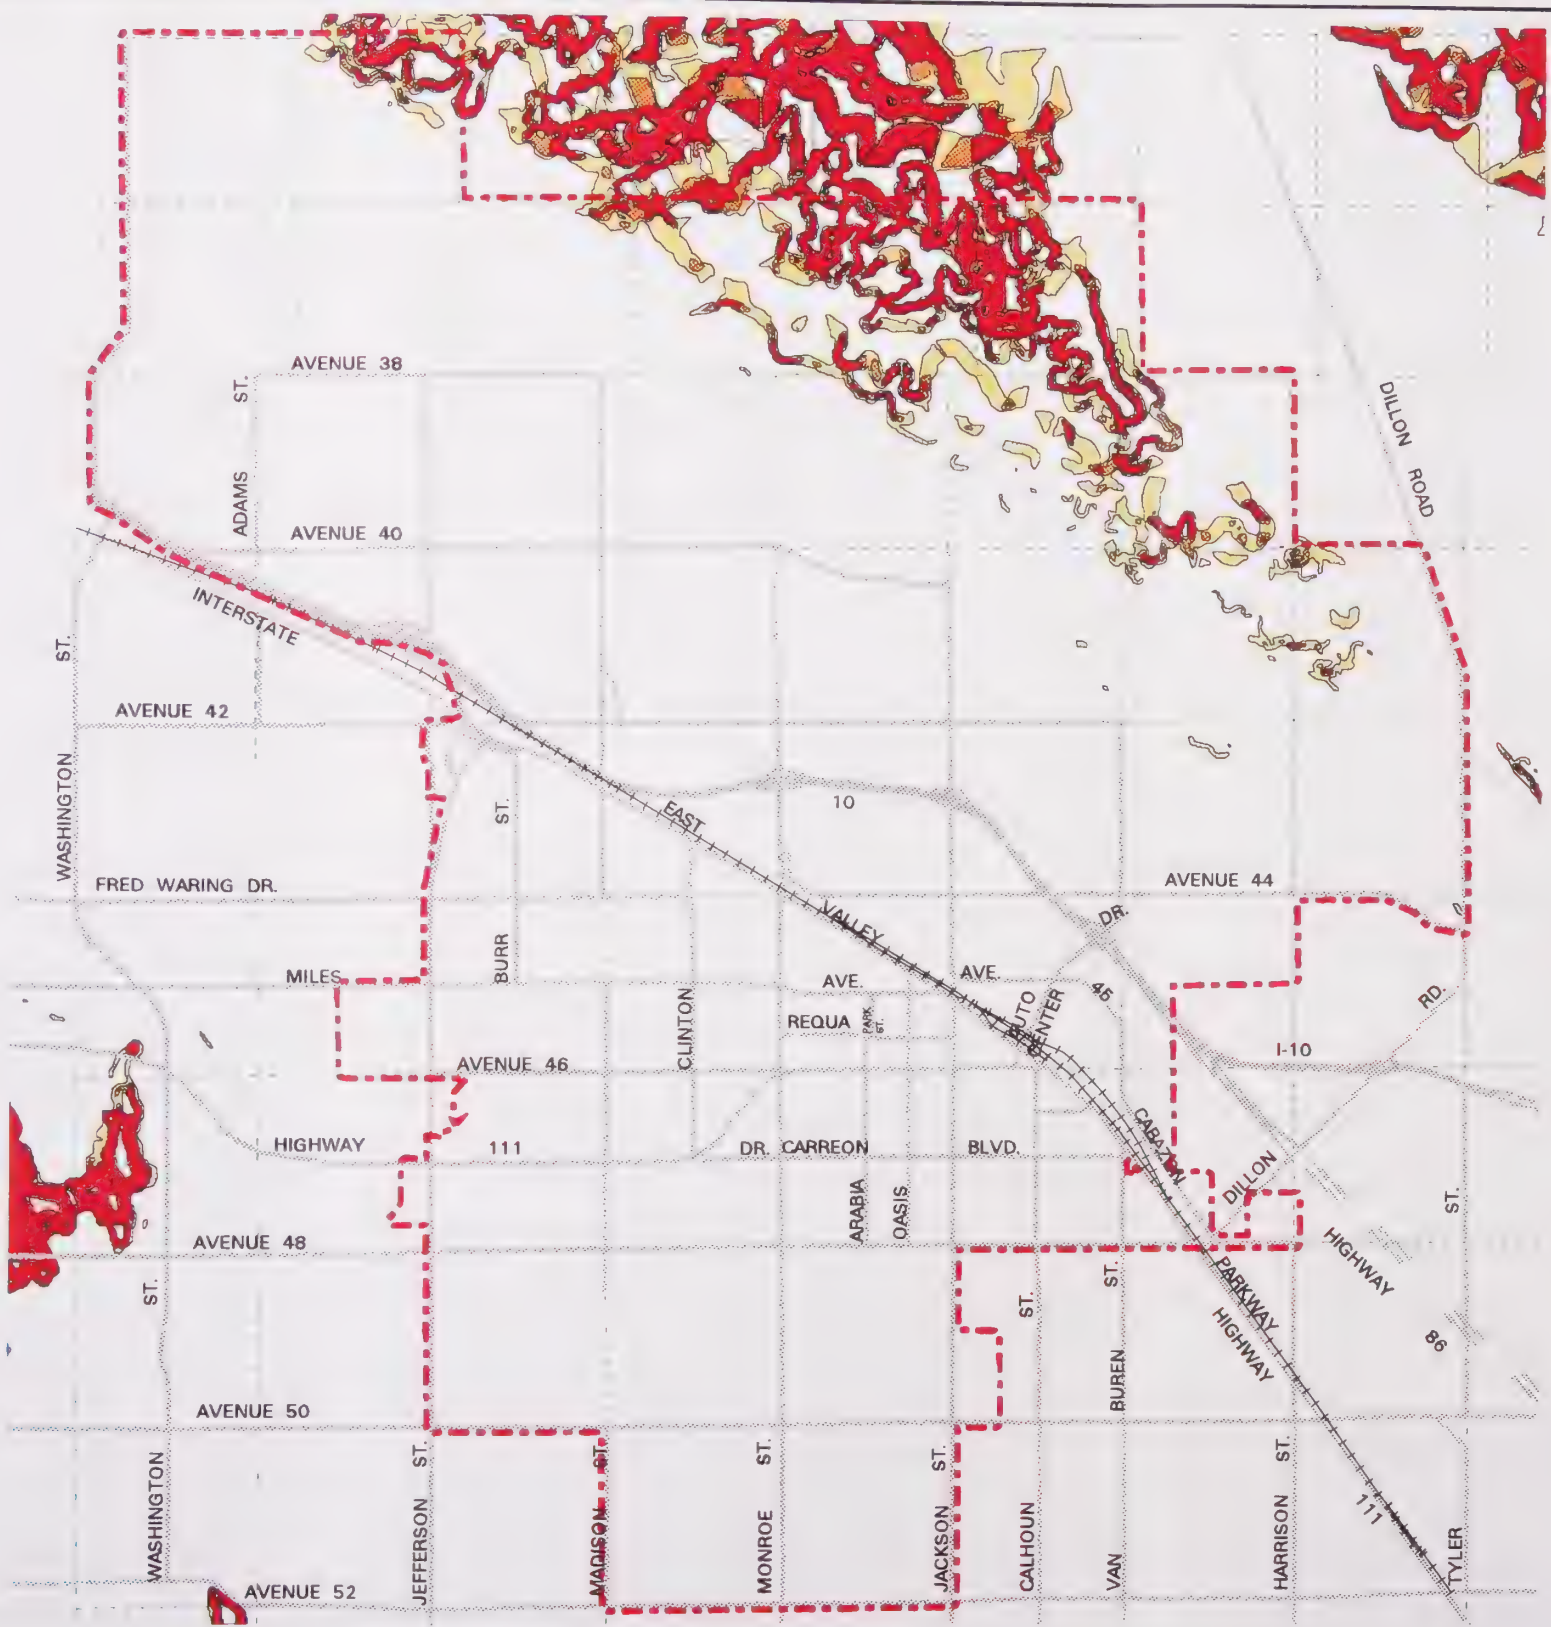 AVENUE 38
ADAMS ST.
DILLON ROAD
AVENUE 40
INTERSTATE
WASHINGTON ST.
AVENUE 42
10
EAST
BURR ST.
FRED WARING DR.
AVENUE 44
VALLEY
DR.
MILES
AVE.
AVE.
45
CLINTON
REQUA
PARK ST.
AUTO CENTER
RD.
AVENUE 46
I-10
HIGHWAY 111
DR. CARREON BLVD.
CABAZON
DILLON
ARABIA
OASIS
AVENUE 48
PARKWAY
HIGHWAY 86
HIGHWAY 111
AVENUE 50
WASHINGTON ST.
JEFFERSON ST.
MADISON ST.
MONROE ST.
JACKSON ST.
CALHOUN ST.
VAN BUREN ST.
HARRISON ST.
TYLER ST.
AVENUE 52